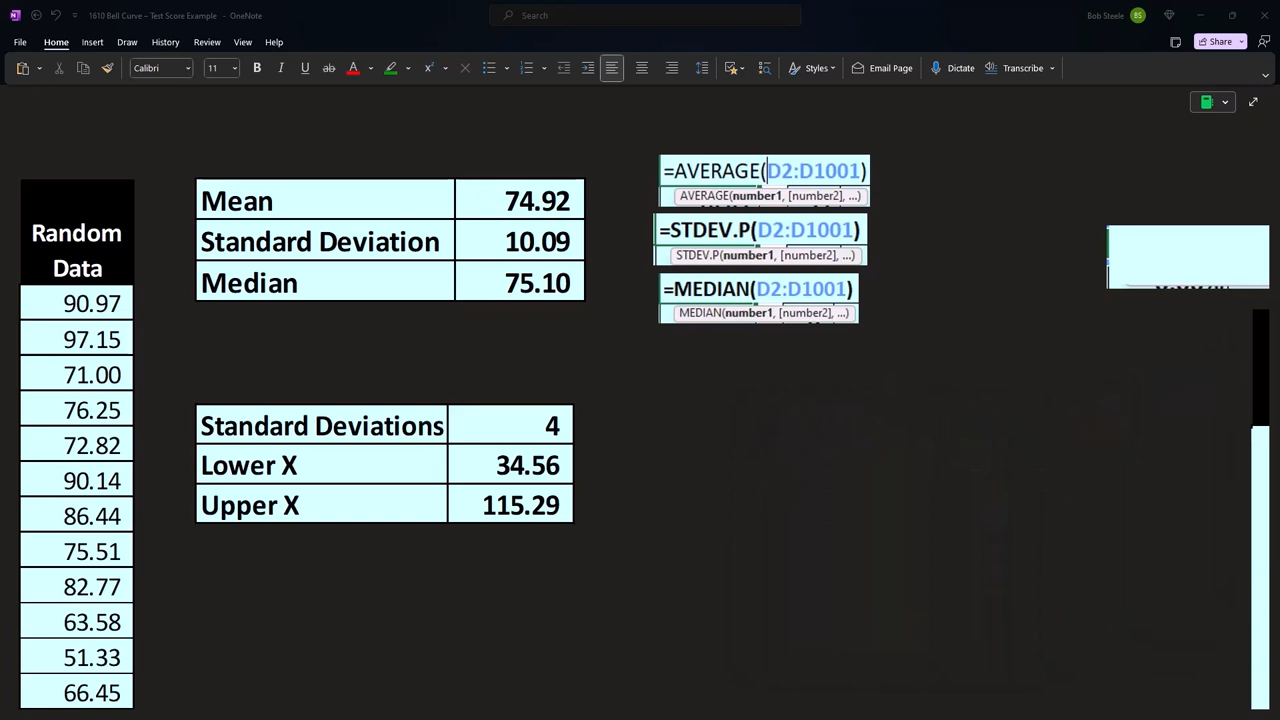 1610 Bell Curve – Test Score Example - OneNote
Search
Bob Steele
BS
File Home Insert Draw History Review View Help
Share
Calibri 11 B I U ab A x Styles Email Page Dictate Transcribe
=AVERAGE(D2:D1001)
AVERAGE(number1, [number2], ...)
=STDEV.P(D2:D1001)
STDEV.P(number1, [number2], ...)
=MEDIAN(D2:D1001)
MEDIAN(number1, [number2], ...)
Mean 74.92
Standard Deviation 10.09
Median 75.10
Standard Deviations 4
Lower X 34.56
Upper X 115.29
Random
Data
90.97
97.15
71.00
76.25
72.82
90.14
86.44
75.51
82.77
63.58
51.33
66.45